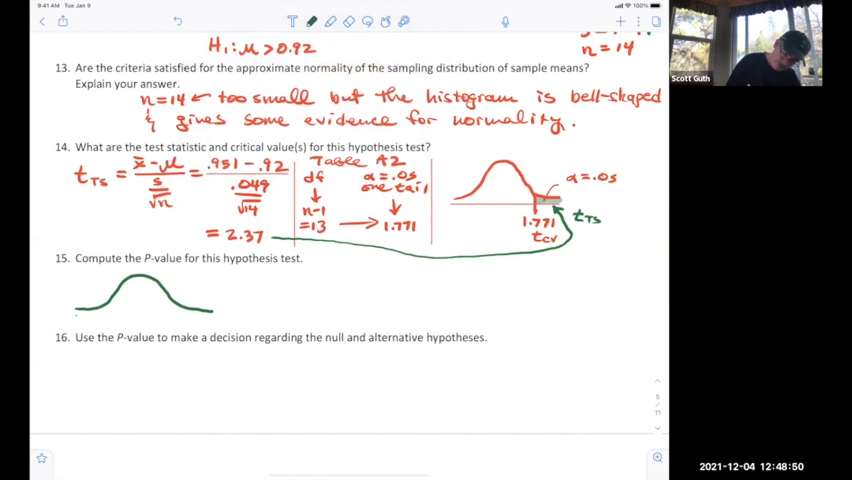 9:41 AM Tue Jan 9
100%
H₁: μ > 0.92
n = 14
13. Are the criteria satisfied for the approximate normality of the sampling distribution of sample means?
Explain your answer.
n = 14 ← too small but the histogram is bell-shaped
& gives some evidence for normality.
14. What are the test statistic and critical value(s) for this hypothesis test?
t_TS = (x̄ - μ)/(s/√n) = (.951 - .92)/(.049/√14)
= 2.37
Table A2
df α = .05
one tail
↓ ↓
n-1
= 13 → 1.771
α = .05
1.771
t_CV
t_TS
15. Compute the P-value for this hypothesis test.
16. Use the P-value to make a decision regarding the null and alternative hypotheses.
5
11
Scott Guth
2021-12-04 12:48:50